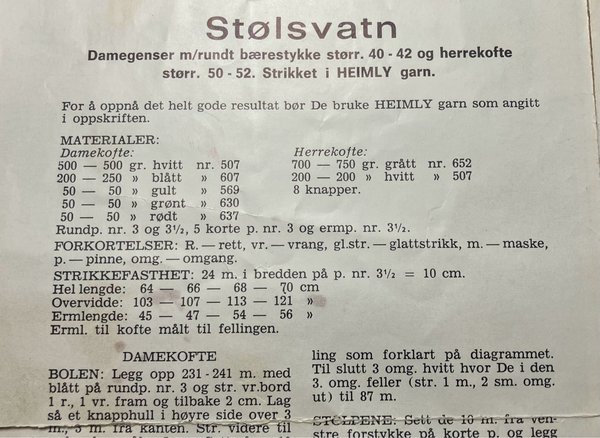 Stølsvatn
Damegenser m/rundt bærestykke størr. 40 - 42 og herrekofte
størr. 50 - 52. Strikket i HEIMLY garn.
For å oppnå det helt gode resultat bør De bruke HEIMLY garn som angitt
i oppskriften.
MATERIALER:
Damekofte:
500 — 500 gr. hvitt nr. 507
200 — 250 » blått » 607
50 — 50 » gult » 569
50 — 50 » grønt » 630
50 — 50 » rødt » 637
Herrekofte:
700 — 750 gr. grått nr. 652
200 — 200 » hvitt » 507
8 knapper.
Rundp. nr. 3 og 3½, 5 korte p. nr. 3 og ermp. nr. 3½.
FORKORTELSER: R. — rett, vr. — vrang, gl.str. — glattstrikk, m. — maske,
p. — pinne, omg. — omgang.
STRIKKEFASTHET: 24 m. i bredden på p. nr. 3½ = 10 cm.
Hel lengde: 64 — 66 — 68 — 70 cm
Overvidde: 103 — 107 — 113 — 121 »
Ermlengde: 45 — 47 — 54 — 56 »
Erml. til kofte målt til fellingen.
DAMEKOFTE
BOLEN: Legg opp 231 - 241 m. med
blått på rundp. nr. 3 og str. vr.bord
1 r., 1 vr. fram og tilbake 2 cm. Lag
så et knapphull i høyre side over 3
m., 3 m. fra kanten. Str. videre til
ling som forklart på diagrammet.
Til slutt 3 omg. hvitt hvor De i den
3. omg. feller (str. 1 m., 2 sm. omg.
ut) til 87 m.
STOLPENE: Sett de 10 m. fra ven-
stre forstykke på korte p. og legg